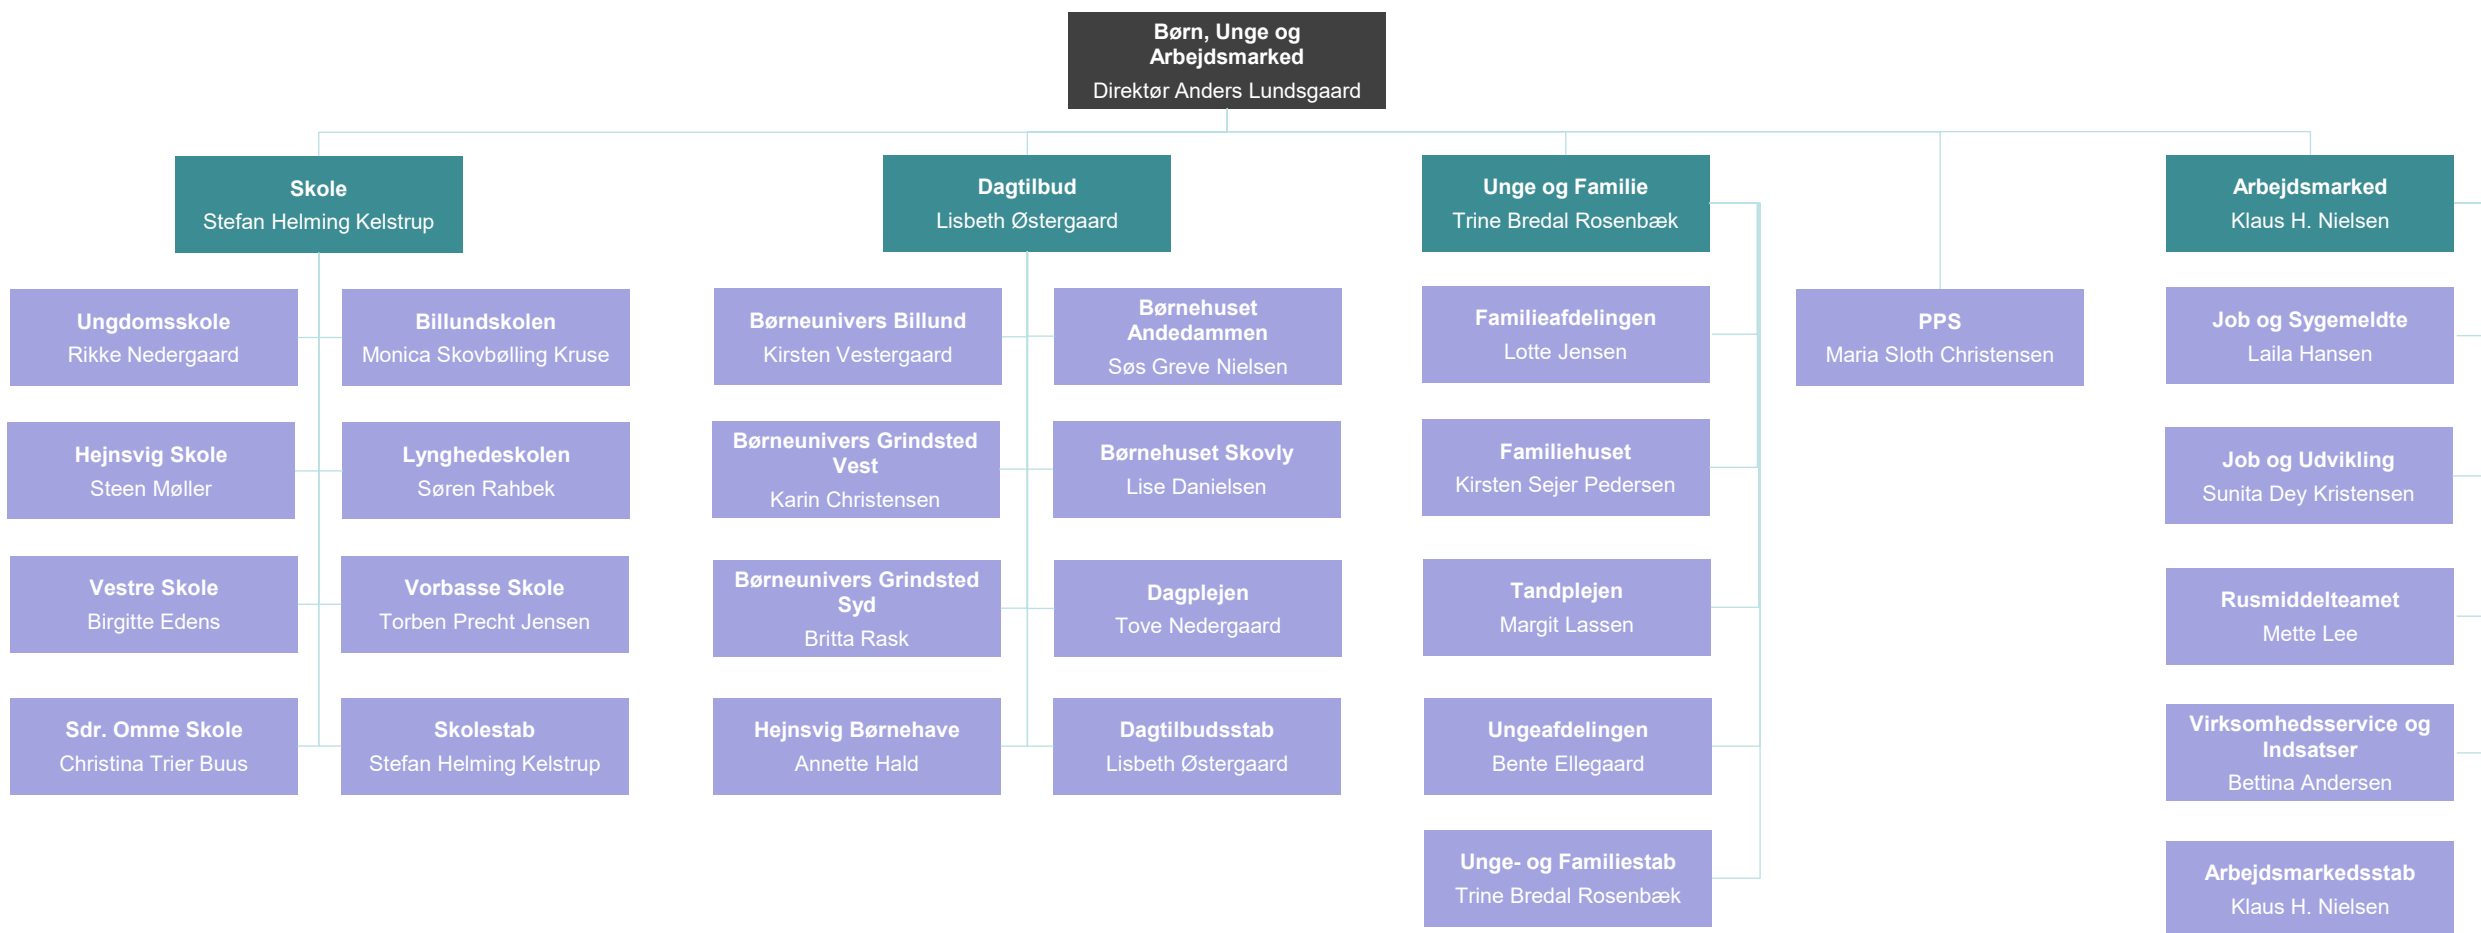 Børn, Unge og
Arbejdsmarked
Direktør Anders Lundsgaard
Skole
Stefan Helming Kelstrup
Ungdomsskole
Rikke Nedergaard
Billundskolen
Monica Skovbølling Kruse
Hejnsvig Skole
Steen Møller
Lynghedeskolen
Søren Rahbek
Vestre Skole
Birgitte Edens
Vorbasse Skole
Torben Precht Jensen
Sdr. Omme Skole
Christina Trier Buus
Skolestab
Stefan Helming Kelstrup
Dagtilbud
Lisbeth Østergaard
Børneunivers Billund
Kirsten Vestergaard
Børnehuset
Andedammen
Søs Greve Nielsen
Børneunivers Grindsted
Vest
Karin Christensen
Børnehuset Skovly
Lise Danielsen
Børneunivers Grindsted
Syd
Britta Rask
Dagplejen
Tove Nedergaard
Hejnsvig Børnehave
Annette Hald
Dagtilbudsstab
Lisbeth Østergaard
Unge og Familie
Trine Bredal Rosenbæk
Familieafdelingen
Lotte Jensen
Familiehuset
Kirsten Sejer Pedersen
Tandplejen
Margit Lassen
Ungeafdelingen
Bente Ellegaard
Unge- og Familiestab
Trine Bredal Rosenbæk
PPS
Maria Sloth Christensen
Arbejdsmarked
Klaus H. Nielsen
Job og Sygemeldte
Laila Hansen
Job og Udvikling
Sunita Dey Kristensen
Rusmiddelteamet
Mette Lee
Virksomhedsservice og
Indsatser
Bettina Andersen
Arbejdsmarkedsstab
Klaus H. Nielsen